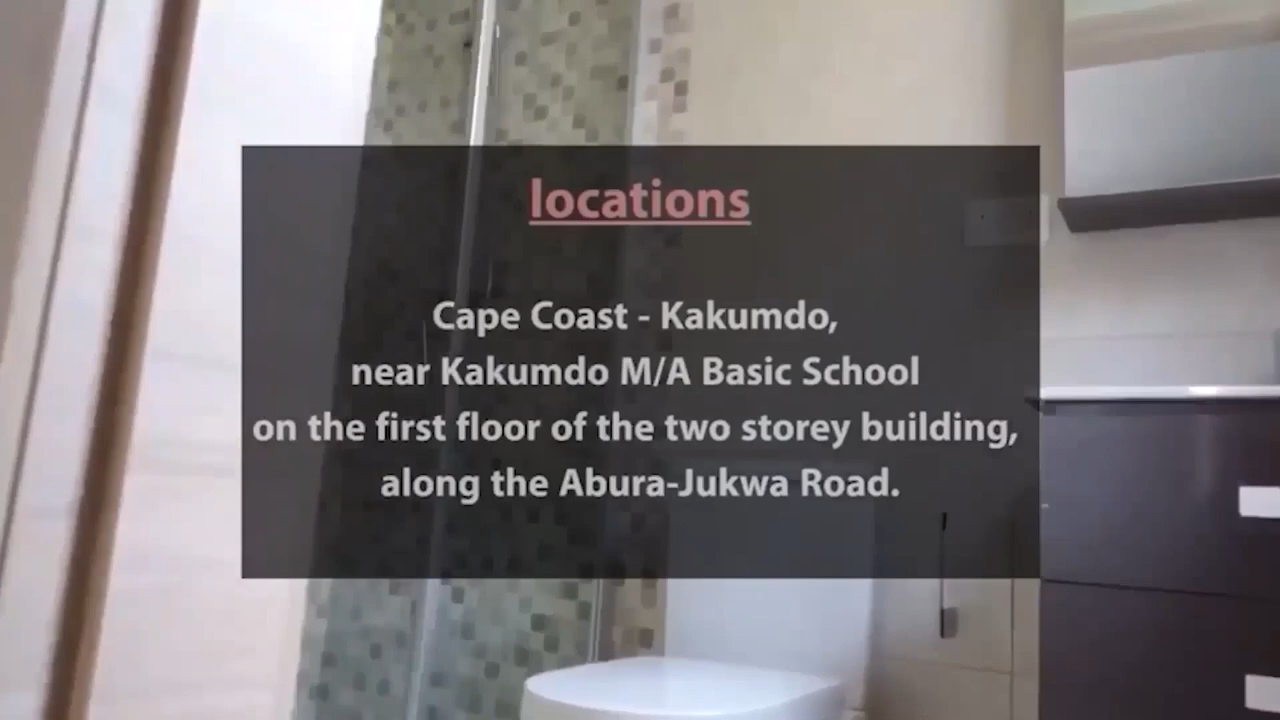 locations
Cape Coast - Kakumdo,
near Kakumdo M/A Basic School
on the first floor of the two storey building,
along the Abura-Jukwa Road.